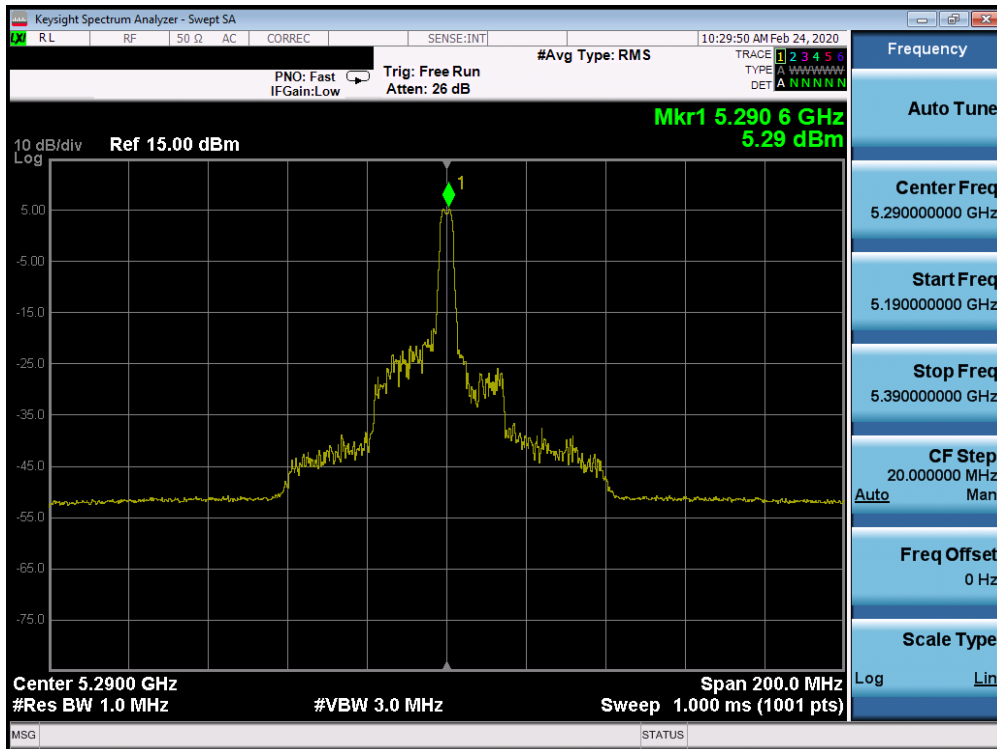 Keysight Spectrum Analyzer - Swept SA
LXI RL RF 50 Ω AC CORREC SENSE:INT 10:29:50 AM Feb 24, 2020
PNO: Fast
IFGain:Low
Trig: Free Run
Atten: 26 dB
#Avg Type: RMS
TRACE 1 2 3 4 5 6
TYPE A WWWWW
DET A N N N N N
Mkr1 5.290 6 GHz
5.29 dBm
10 dB/div
Log
Ref 15.00 dBm
1
5.00
-5.00
-15.0
-25.0
-35.0
-45.0
-55.0
-65.0
-75.0
Center 5.2900 GHz
Span 200.0 MHz
#Res BW 1.0 MHz
#VBW 3.0 MHz
Sweep 1.000 ms (1001 pts)
MSG
STATUS
Frequency
Auto Tune
Center Freq
5.290000000 GHz
Start Freq
5.190000000 GHz
Stop Freq
5.390000000 GHz
CF Step
20.000000 MHz
Auto Man
Freq Offset
0 Hz
Scale Type
Log Lin